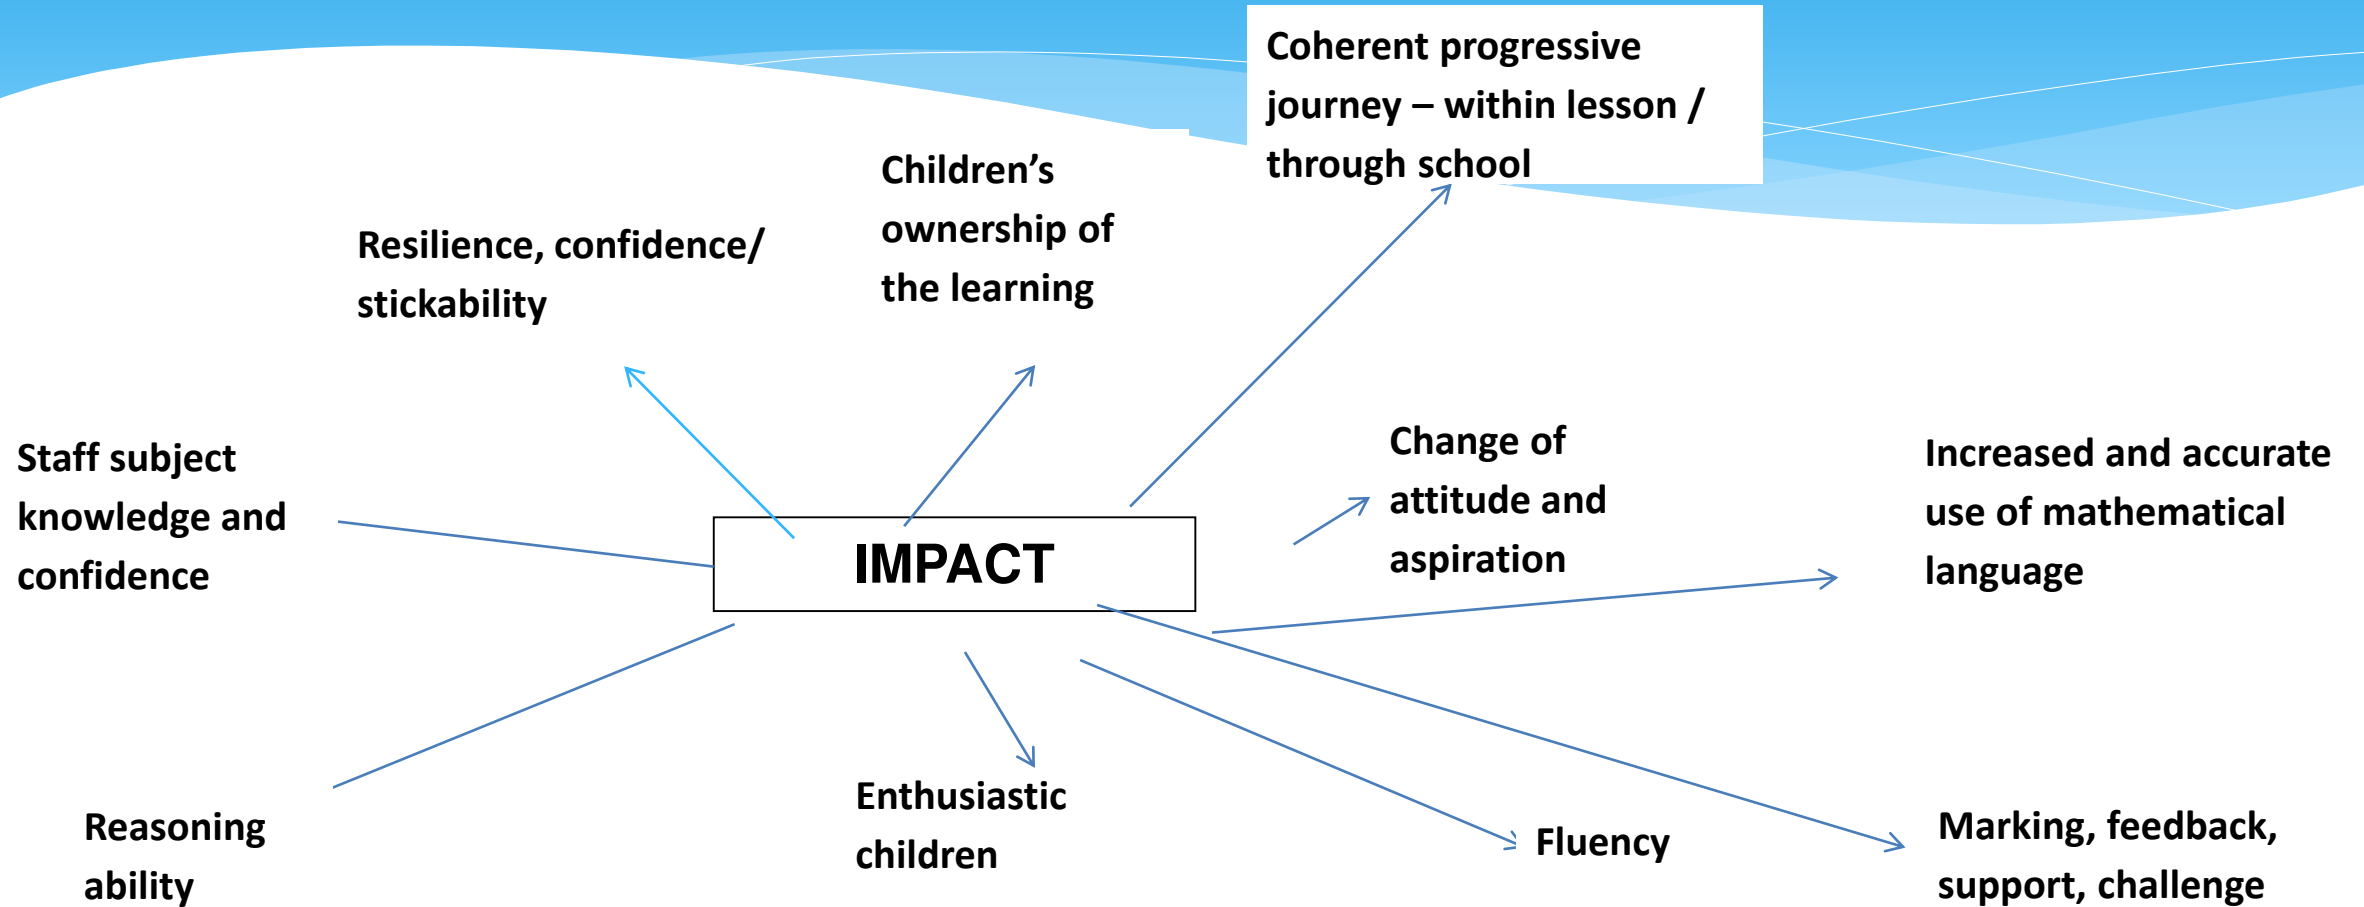 Coherent progressive
journey – within lesson /
through school
Children’s
ownership of
the learning
Resilience, confidence/
stickability
Staff subject
knowledge and
confidence
Change of
attitude and
aspiration
Increased and accurate
use of mathematical
language
IMPACT
Reasoning
ability
Enthusiastic
children
Fluency
Marking, feedback,
support, challenge